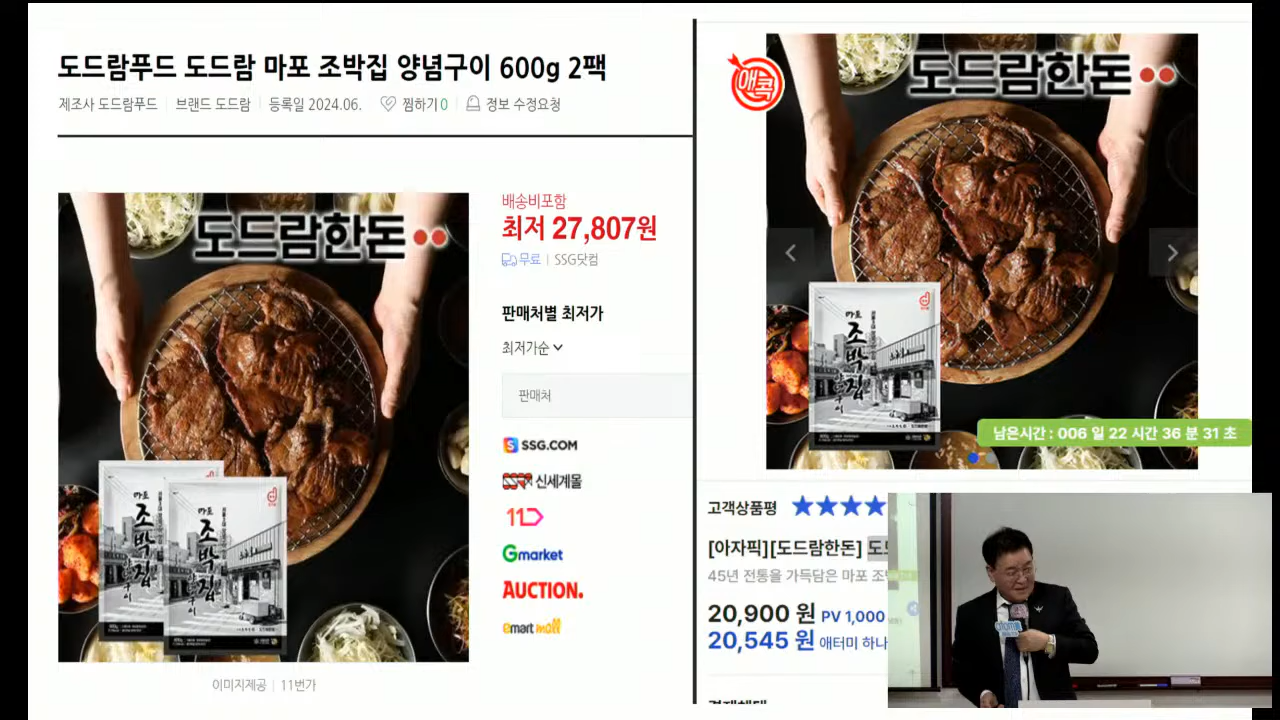 도드람푸드 도드람 마포 조박집 양념구이 600g 2팩
제조사 도드람푸드 브랜드 도드람 등록일 2024.06. 찜하기 0 정보 수정요청
도드람한돈
마포 조박집
마포 조박집
이미지제공 11번가
배송비포함
최저 27,807원
무료 SSG닷컴
판매처별 최저가
최저가순
판매처
SSG.COM
신세계몰
11
Gmarket
AUCTION.
emart mall
애콕
도드람한돈
마포 조박집
남은시간 : 006 일 22 시간 36 분 31 초
고객상품평
[아자픽][도드람한돈]
45년 전통을 가득담은 마포
20,900 원 PV 1,000
20,545 원 애터미 하나